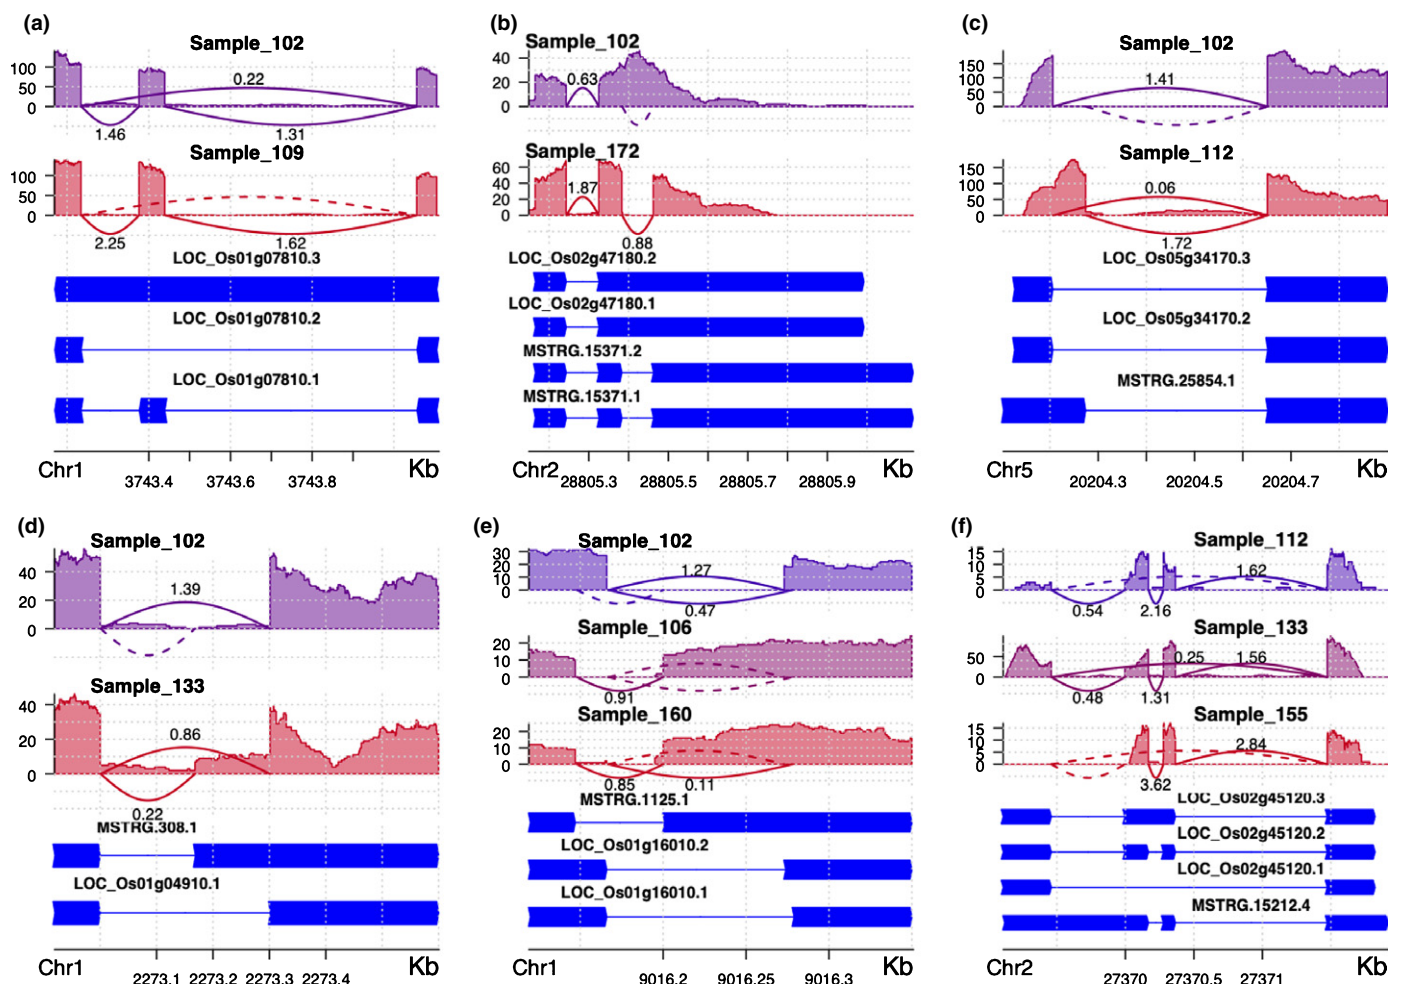 (a)
Sample_102
100
50
0
0.22
1.46
1.31
Sample_109
100
50
0
2.25
1.62
LOC_Os01g07810.3
LOC_Os01g07810.2
LOC_Os01g07810.1
Chr1
3743.4
3743.6
3743.8
Kb
(b)
Sample_102
40
20
0
0.63
Sample_172
60
40
20
0
1.87
0.88
LOC_Os02g47180.2
LOC_Os02g47180.1
MSTRG.15371.2
MSTRG.15371.1
Chr2
28805.3
28805.5
28805.7
28805.9
Kb
(c)
Sample_102
150
100
50
0
1.41
Sample_112
150
100
50
0
0.06
1.72
LOC_Os05g34170.3
LOC_Os05g34170.2
MSTRG.25854.1
Chr5
20204.3
20204.5
20204.7
Kb
(d)
Sample_102
40
20
0
1.39
Sample_133
40
20
0
0.86
0.22
MSTRG.308.1
LOC_Os01g04910.1
Chr1
2273.1
2273.2
2273.3
2273.4
Kb
(e)
Sample_102
30
20
10
0
1.27
0.47
Sample_106
20
10
0
0.91
Sample_160
20
10
0
0.85
0.11
MSTRG.1125.1
LOC_Os01g16010.2
LOC_Os01g16010.1
Chr1
9016.2
9016.25
9016.3
Kb
(f)
Sample_112
15
10
5
0
1.62
0.54
2.16
Sample_133
50
0
0.25
1.56
0.48
1.31
Sample_155
15
10
5
0
2.84
3.62
LOC_Os02g45120.3
LOC_Os02g45120.2
LOC_Os02g45120.1
MSTRG.15212.4
Chr2
27370
27370.5
27371
Kb